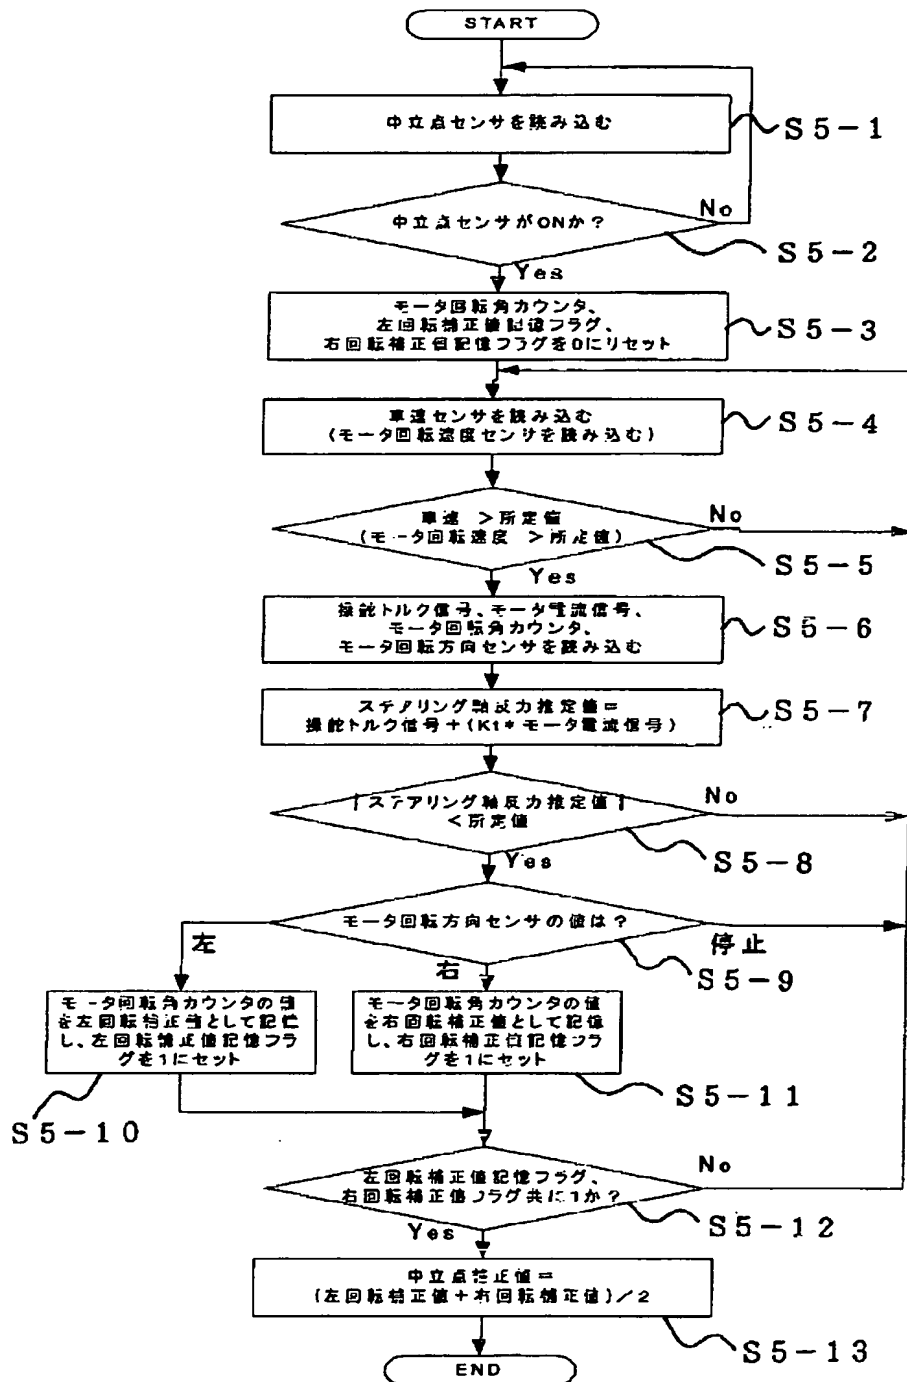 START
中立点センサを読み込む
S5-1
中立点センサがONか?
No
S5-2
Yes
モータ回転角カウンタ、
左回転補正値記憶フラグ、
右回転補正値記憶フラグを0にリセット
S5-3
車速センサを読み込む
(モータ回転速度センサを読み込む)
S5-4
車速 >所定値
(モータ回転速度 >所定値)
No
S5-5
Yes
操舵トルク信号、モータ電流信号、
モータ回転角カウンタ、
モータ回転方向センサを読み込む
S5-6
ステアリング軸反力推定値=
操舵トルク信号+(Kt*モータ電流信号)
S5-7
|ステアリング軸反力推定値|
<所定値
No
S5-8
Yes
モータ回転方向センサの値は?
左
右
停止
S5-9
モータ回転角カウンタの値
を左回転補正値として記憶
し、左回転補正値記憶フラ
グを1にセット
S5-10
モータ回転角カウンタの値
を右回転補正値として記憶
し、右回転補正値記憶フラ
グを1にセット
S5-11
左回転補正値記憶フラグ、
右回転補正値フラグ共に1か?
No
S5-12
Yes
中立点補正値=
(左回転補正値+右回転補正値)/2
S5-13
END